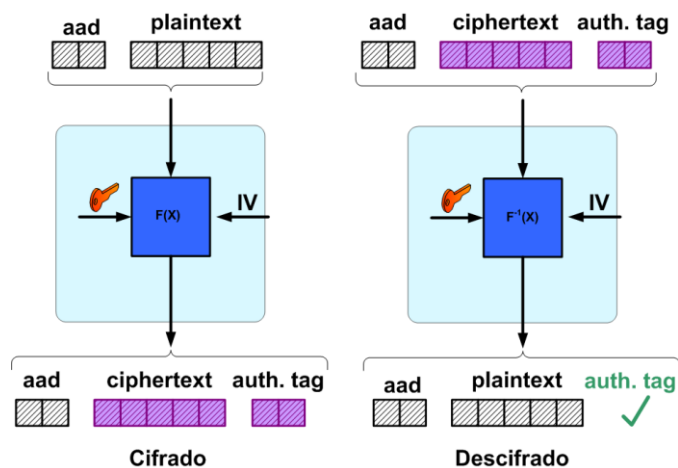 aad plaintext
F(X)
IV
aad ciphertext auth. tag
Cifrado
aad ciphertext auth. tag
F⁻¹(X)
IV
aad plaintext auth. tag
Descifrado